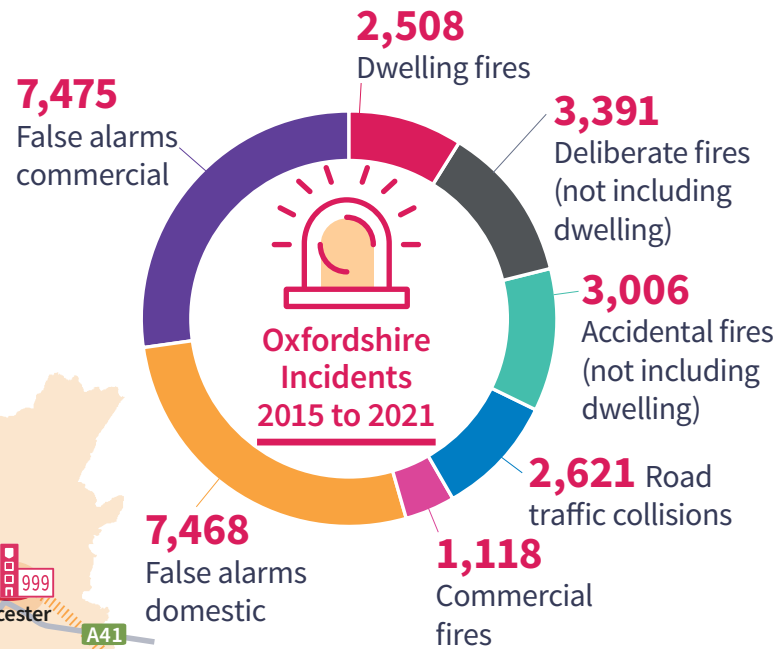 2,508
Dwelling fires
7,475
False alarms
commercial
3,391
Deliberate fires
(not including
dwelling)
3,006
Accidental fires
(not including
dwelling)
Oxfordshire
Incidents
2015 to 2021
2,621 Road
traffic collisions
1,118
Commercial
fires
7,468
False alarms
domestic
999
cester
A41